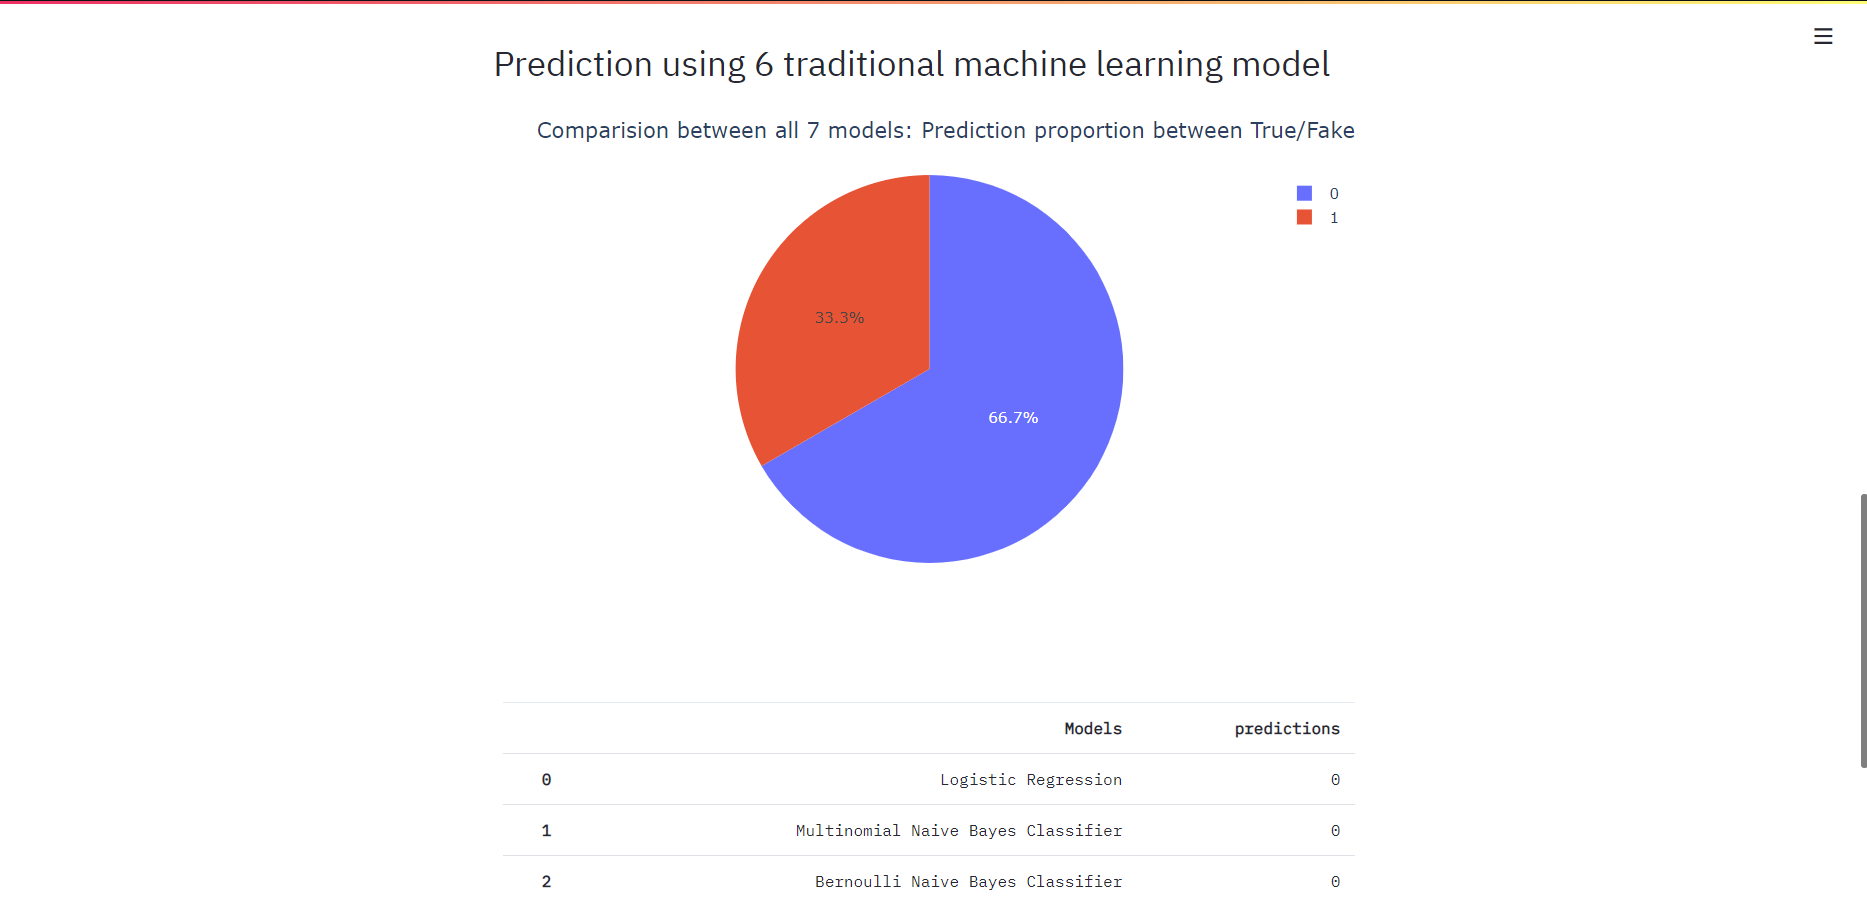 Prediction using 6 traditional machine learning model
Comparision between all 7 models: Prediction proportion between True/Fake
0
1
33.3%
66.7%
Models predictions
0 Logistic Regression 0
1 Multinomial Naive Bayes Classifier 0
2 Bernoulli Naive Bayes Classifier 0